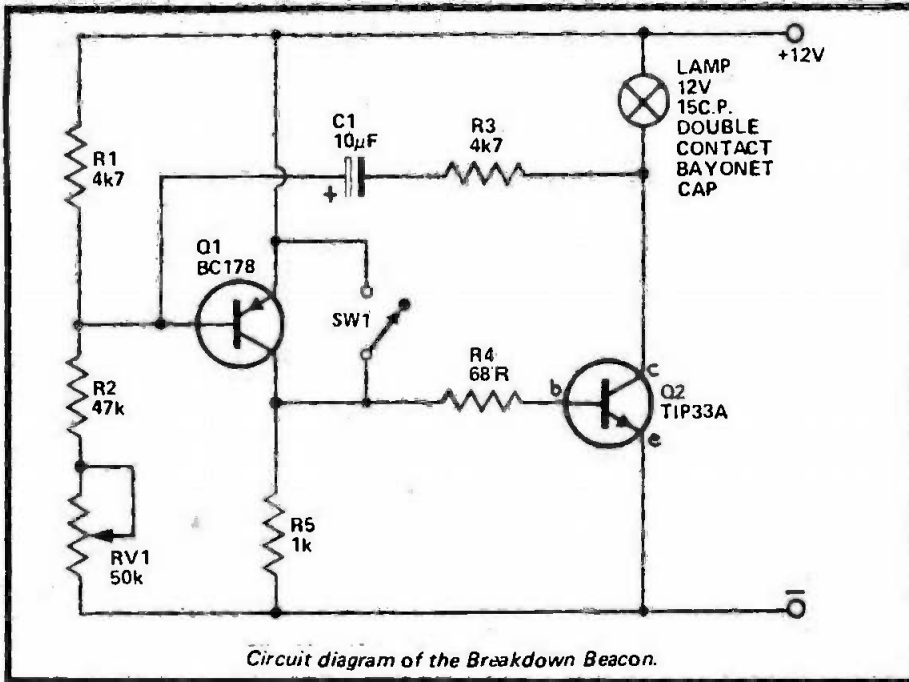 +12V
LAMP
12V
15C.P.
DOUBLE
CONTACT
BAYONET
CAP
C1
10µF
R3
4k7
R1
4k7
Q1
BC178
SW1
R4
68R
b
c
Q2
TIP33A
e
R2
47k
R5
1k
RV1
50k
–
Circuit diagram of the Breakdown Beacon.